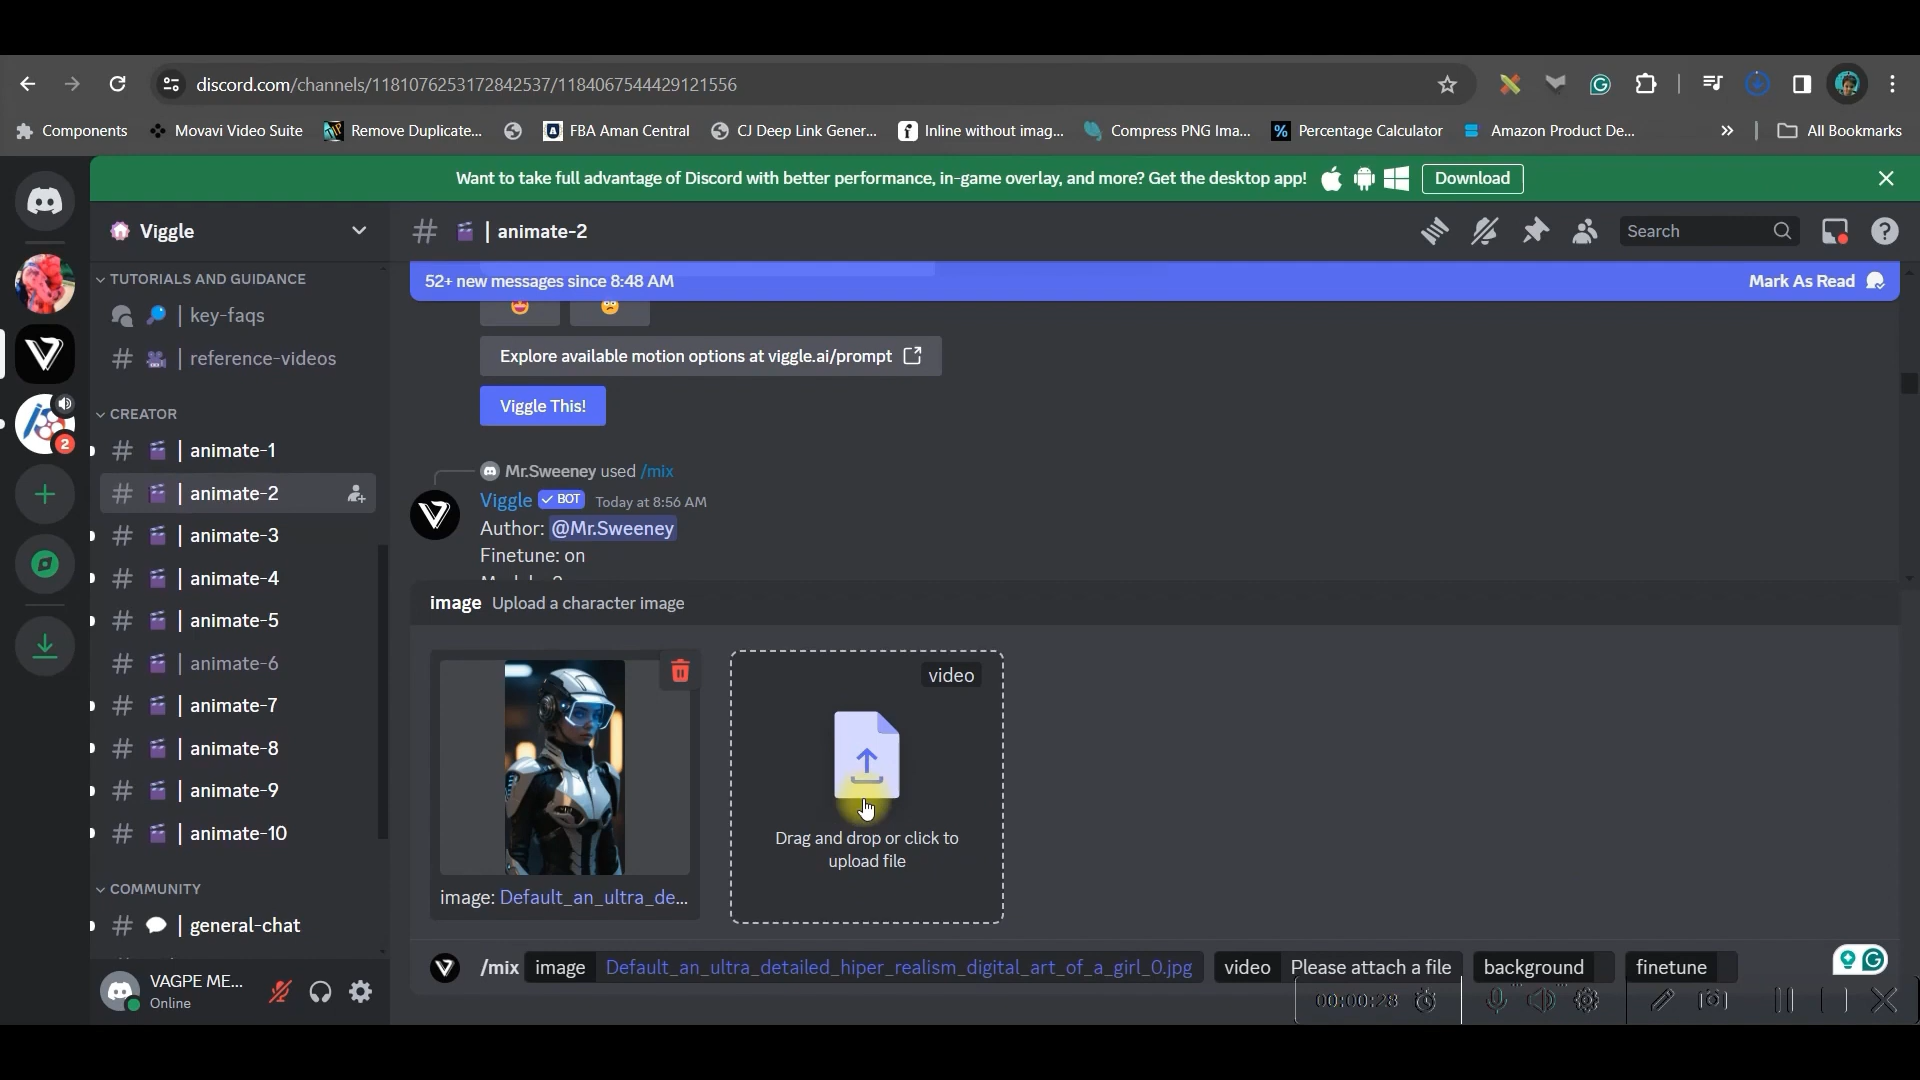 discord.com/channels/1181076253172842537/1184067544429121556
Components
Movavi Video Suite
Remove Duplicate...
FBA Aman Central
CJ Deep Link Gener...
Inline without imag...
Compress PNG Ima...
Percentage Calculator
Amazon Product De...
All Bookmarks
Want to take full advantage of Discord with better performance, in-game overlay, and more? Get the desktop app!
Download
Viggle
# | animate-2
Search
TUTORIALS AND GUIDANCE
| key-faqs
# | reference-videos
CREATOR
# | animate-1
# | animate-2
# | animate-3
# | animate-4
# | animate-5
# | animate-6
# | animate-7
# | animate-8
# | animate-9
# | animate-10
COMMUNITY
# | general-chat
2
VAGPE ME...
Online
52+ new messages since 8:48 AM
Mark As Read
Explore available motion options at viggle.ai/prompt
Viggle This!
Mr.Sweeney used /mix
Viggle BOT Today at 8:56 AM
Author: @Mr.Sweeney
Finetune: on
image Upload a character image
video
Drag and drop or click to
upload file
image: Default_an_ultra_de...
/mix image Default_an_ultra_detailed_hiper_realism_digital_art_of_a_girl_0.jpg video Please attach a file background finetune
00:00:28